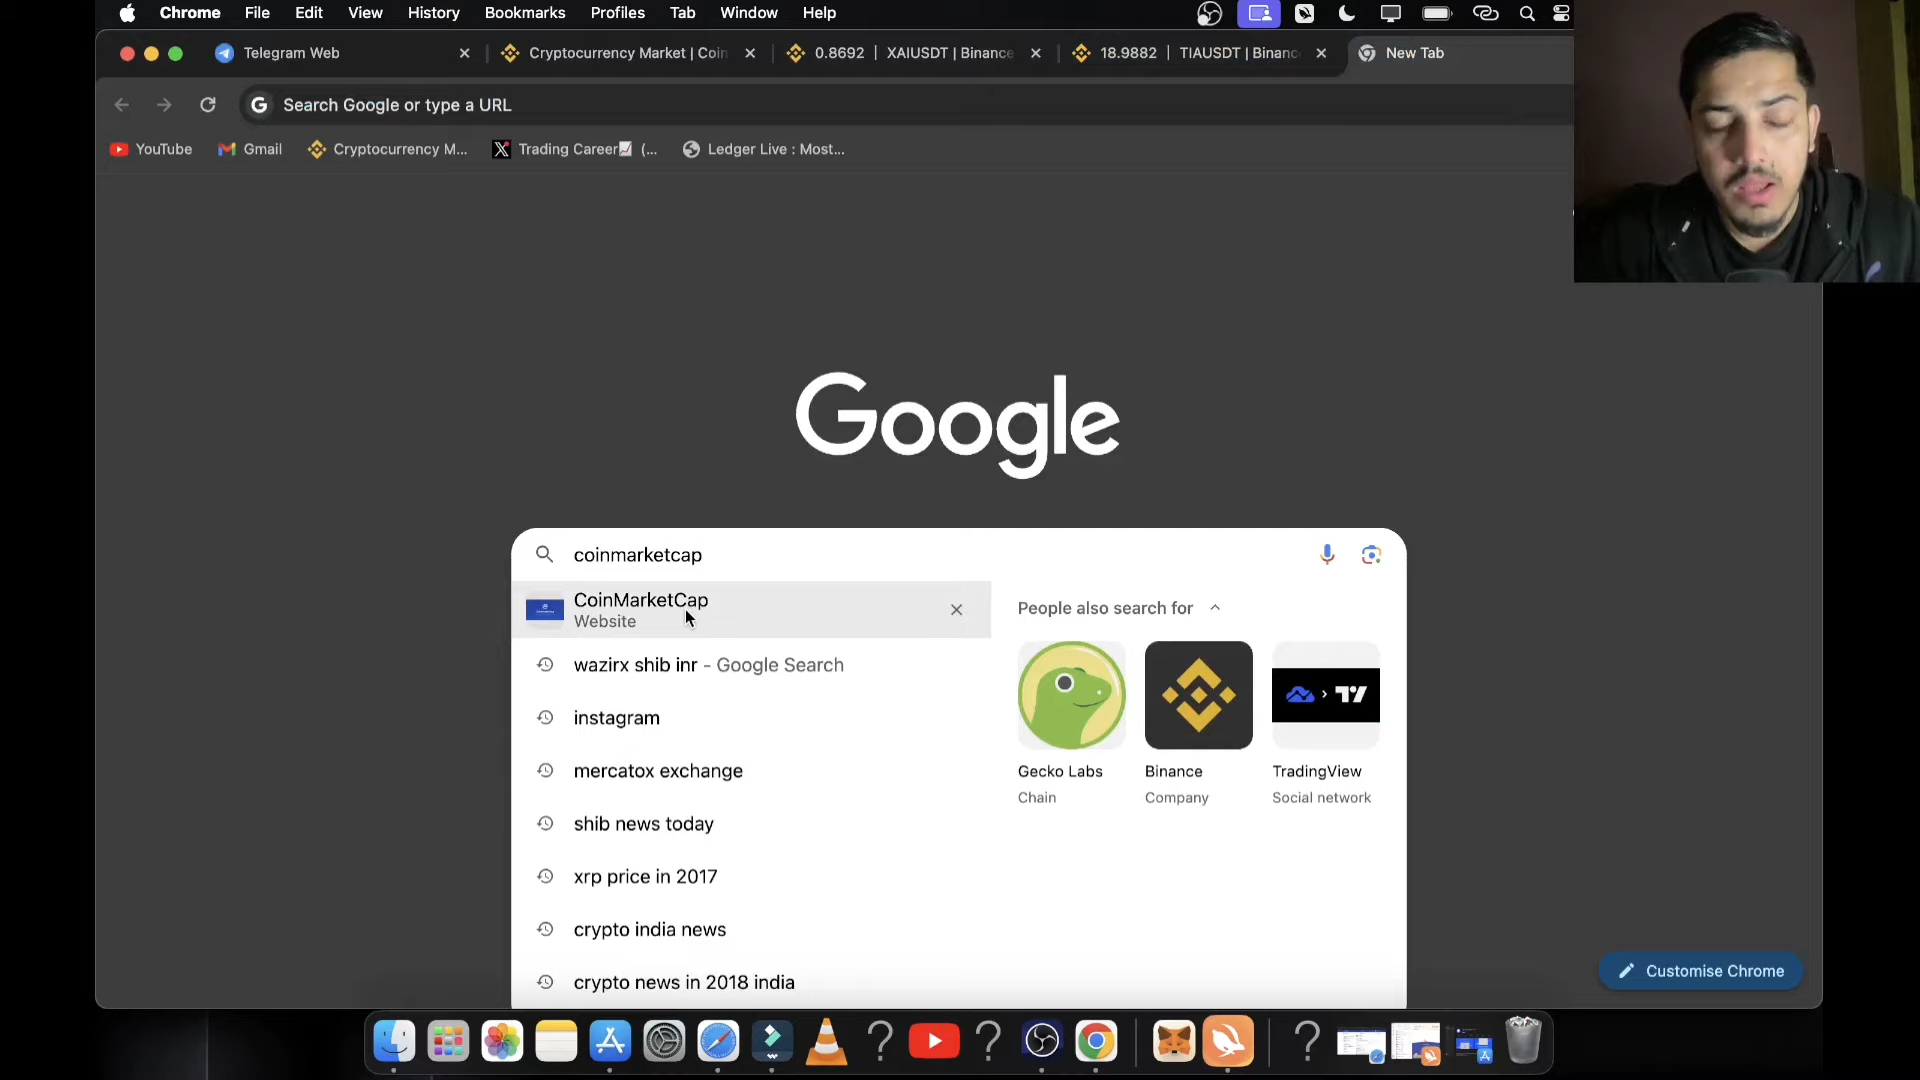 Chrome File Edit View History Bookmarks Profiles Tab Window Help
Telegram Web
Cryptocurrency Market | Coin
0.8692 | XAIUSDT | Binance
18.9882 | TIAUSDT | Binanc
New Tab
Search Google or type a URL
YouTube
Gmail
Cryptocurrency M...
Trading Career📈 (...
Ledger Live : Most...
Google
coinmarketcap
CoinMarketCap
Website
wazirx shib inr - Google Search
instagram
mercatox exchange
shib news today
xrp price in 2017
crypto india news
crypto news in 2018 india
People also search for
Gecko Labs
Chain
Binance
Company
TradingView
Social network
Customise Chrome